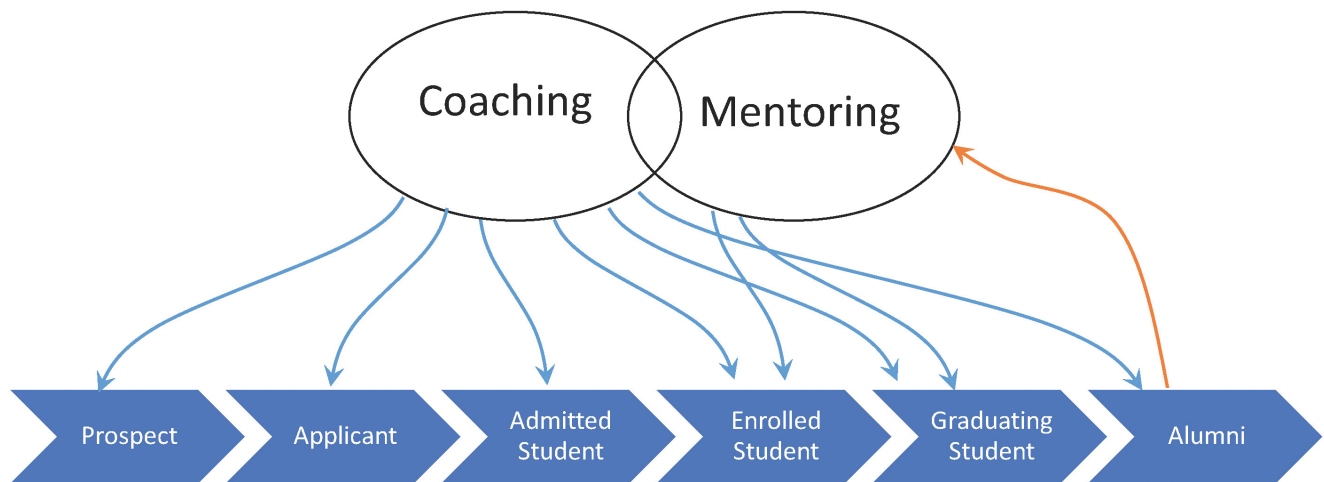 Coaching
Mentoring
Prospect
Applicant
Admitted
Student
Enrolled
Student
Graduating
Student
Alumni